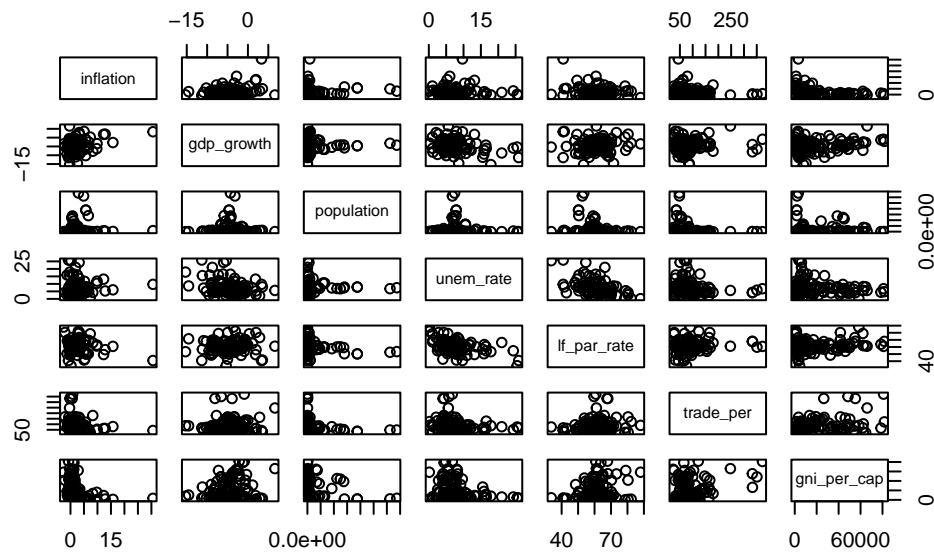 −15 0 0 15 50 250
inflation
0
−15
gdp_growth
population
0.0e+00
0 25
unem_rate
lf_par_rate
40
50
trade_per
gni_per_cap
0
0 15 0.0e+00 40 70 0 60000